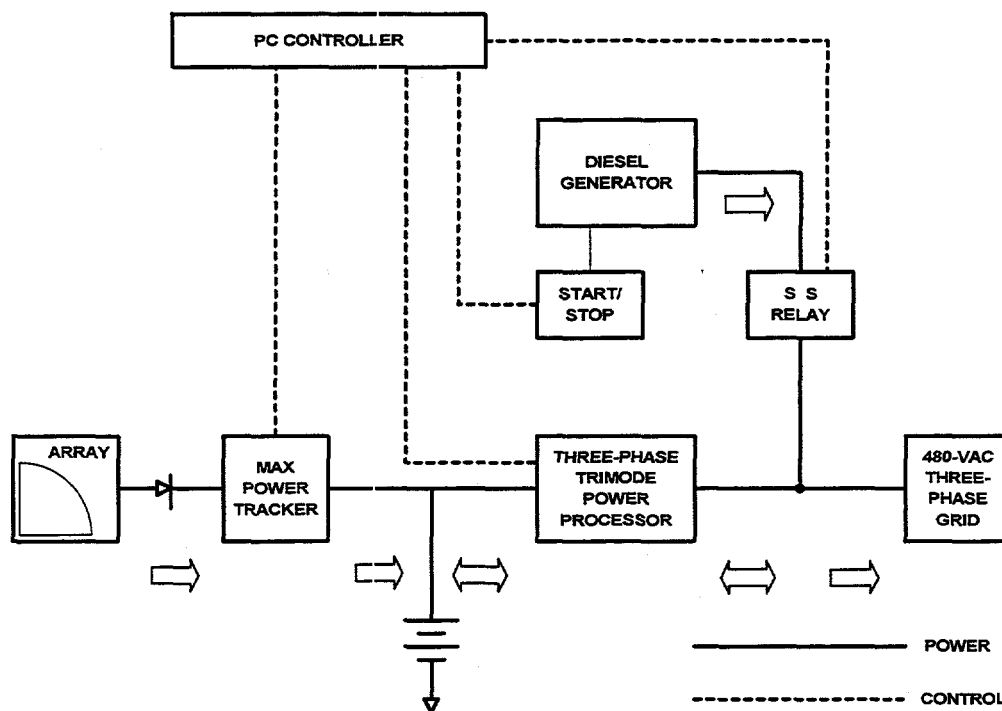 PC CONTROLLER
DIESEL
GENERATOR
START/
STOP
S S
RELAY
ARRAY
MAX
POWER
TRACKER
THREE-PHASE
TRIMODE
POWER
PROCESSOR
480-VAC
THREE-
PHASE
GRID
POWER
CONTROL